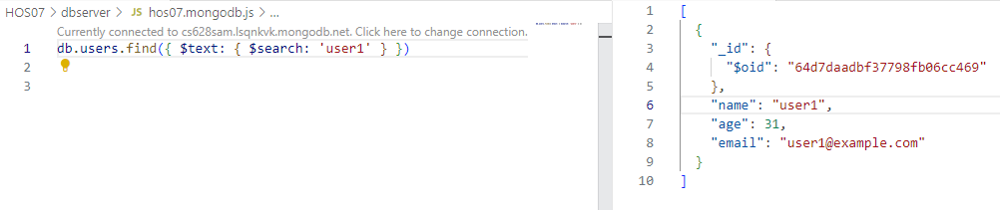 HOS07 > dbserver > JS hos07.mongodb.js > ...
Currently connected to cs628sam.lsqnkvk.mongodb.net. Click here to change connection.
1 db.users.find({ $text: { $search: 'user1' } })
2
3
1 [
2 {
3 "_id": {
4 "$oid": "64d7daadbf37798fb06cc469"
5 },
6 "name": "user1",
7 "age": 31,
8 "email": "user1@example.com"
9 }
10 ]